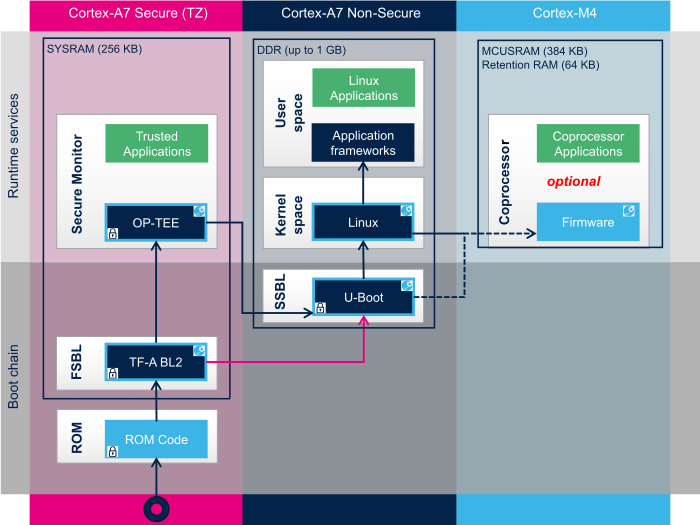 Cortex-A7 Secure (TZ)
Cortex-A7 Non-Secure
Cortex-M4
Runtime services
SYSRAM (256 KB)
Secure Monitor
Trusted
Applications
OP-TEE
DDR (up to 1 GB)
User
space
Linux
Applications
Application
frameworks
Kernel
space
Linux
MCUSRAM (384 KB)
Retention RAM (64 KB)
Coprocessor
Coprocessor
Applications
optional
Firmware
Boot chain
SSBL
U-Boot
FSBL
TF-A BL2
ROM
ROM Code